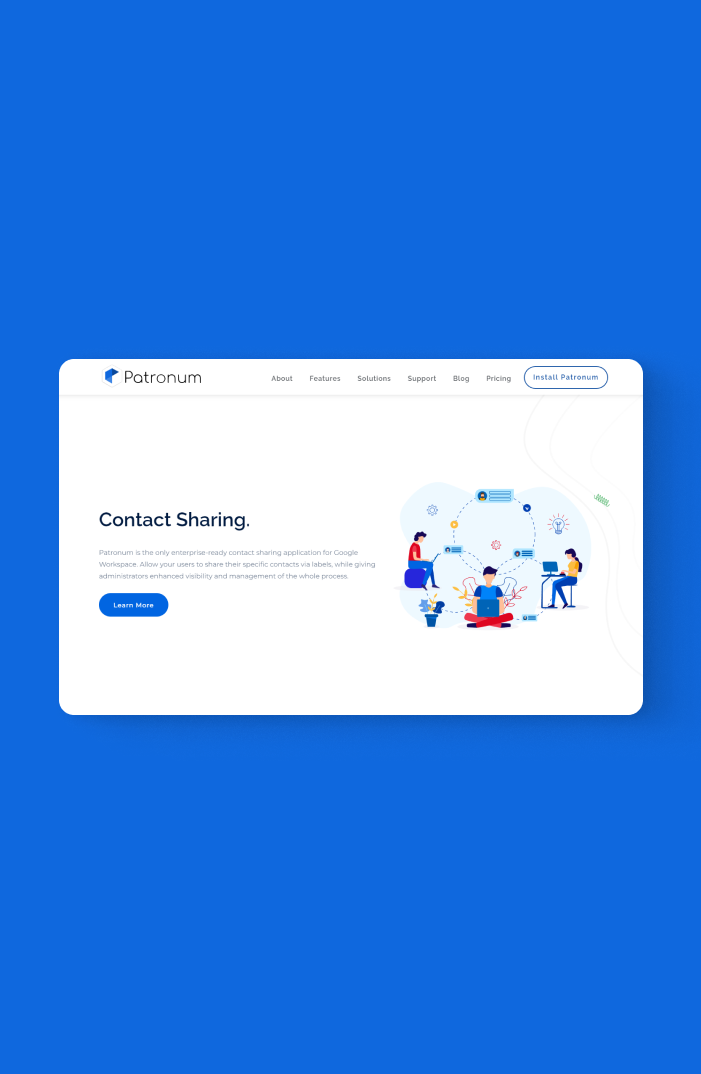 Patronum
About Features Solutions Support Blog Pricing Install Patronum
Contact Sharing.
Patronum is the only enterprise-ready contact sharing application for Google
Workspace. Allow your users to share their specific contacts via labels, while giving
administrators enhanced visibility and management of the whole process.
Learn More